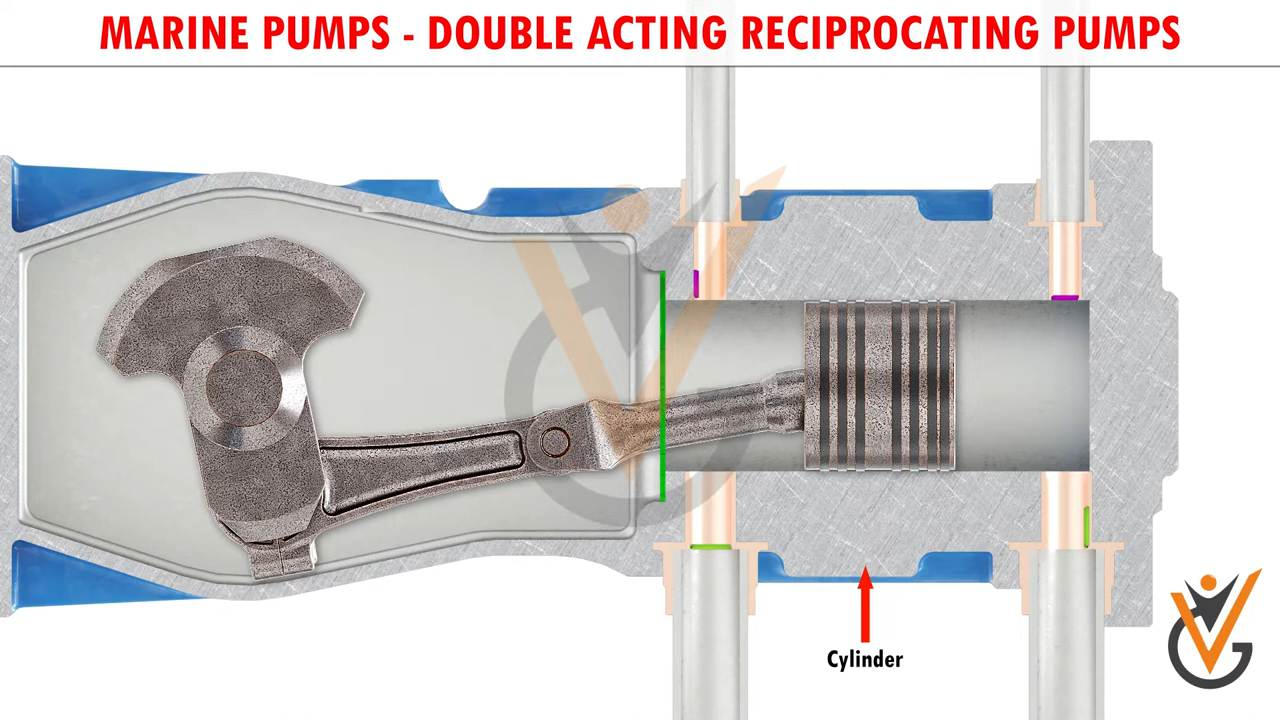 MARINE PUMPS - DOUBLE ACTING RECIPROCATING PUMPS
Cylinder